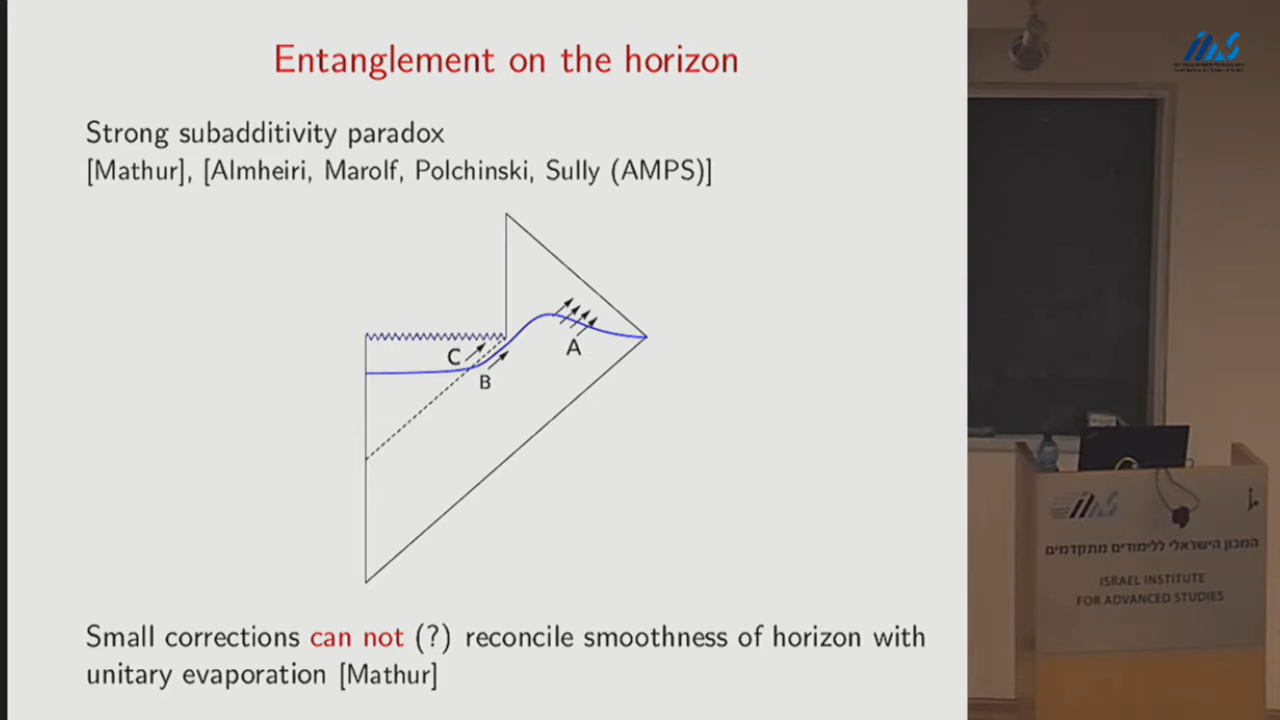 Entanglement on the horizon
Strong subadditivity paradox
[Mathur], [Almheiri, Marolf, Polchinski, Sully (AMPS)]
C
B
A
Small corrections can not (?) reconcile smoothness of horizon with
unitary evaporation [Mathur]
המכון הישראלי ללימודים מתקדמים
ISRAEL INSTITUTE
FOR ADVANCED STUDIES